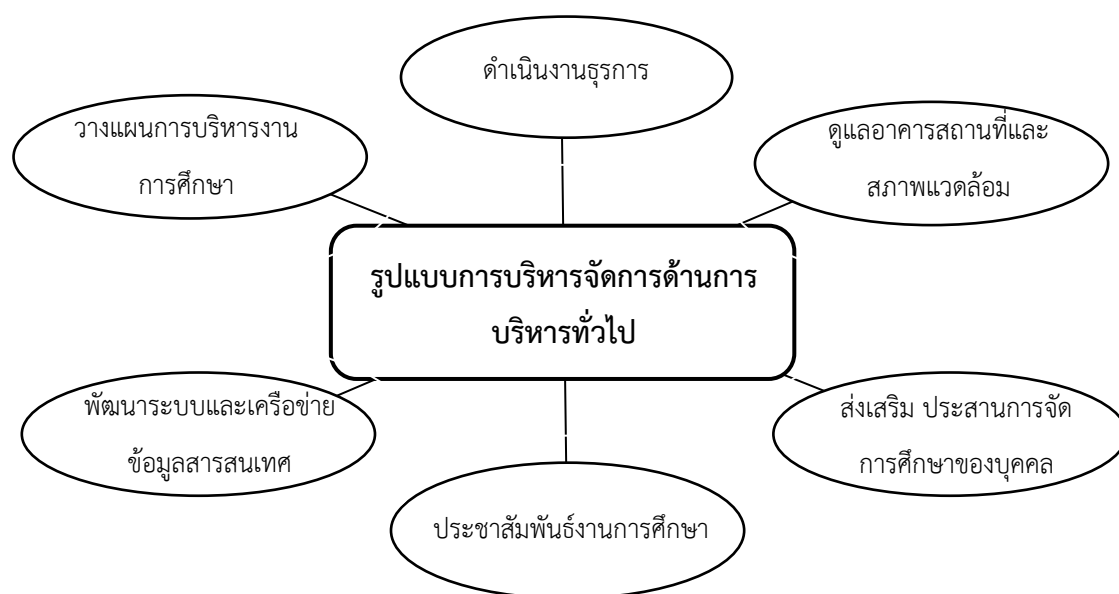 ดำเนินงานธุรการ
วางแผนการบริหารงาน
การศึกษา
ดูแลอาคารสถานที่และ
สภาพแวดล้อม
รูปแบบการบริหารจัดการด้านการ
บริหารทั่วไป
พัฒนาระบบและเครือข่าย
ข้อมูลสารสนเทศ
ส่งเสริม ประสานการจัด
การศึกษาของบุคคล
ประชาสัมพันธ์งานการศึกษา